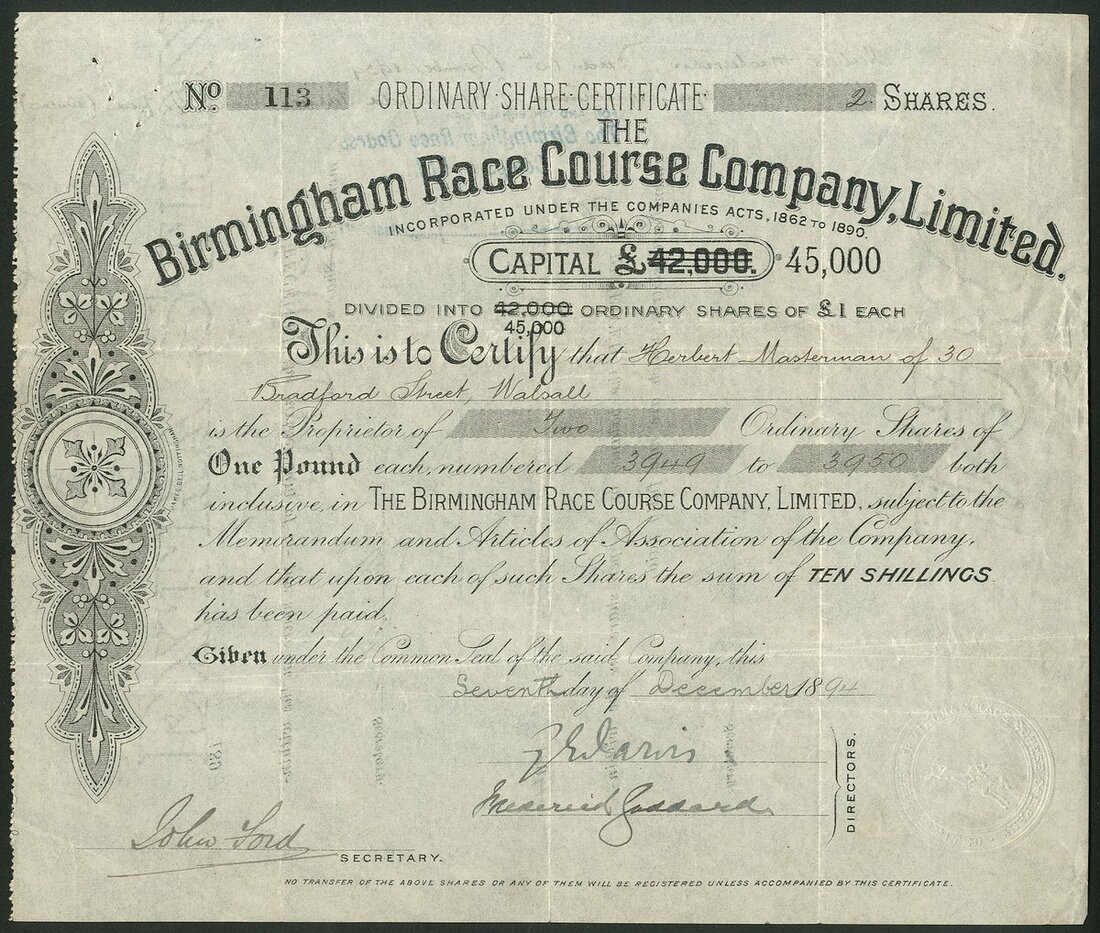 No 113 ORDINARY·SHARE·CERTIFICATE· 2 SHARES.
THE
Birmingham Race Course Company, Limited.
INCORPORATED UNDER THE COMPANIES ACTS, 1862 TO 1890.
CAPITAL £42,000. 45,000
DIVIDED INTO 42,000 ORDINARY SHARES OF £1 EACH
45,000
This is to Certify that Herbert Masterman of 30
Bradford Street, Walsall
is the Proprietor of Two Ordinary Shares of
One Pound each, numbered 3949 to 3950 both
inclusive, in THE BIRMINGHAM RACE COURSE COMPANY, LIMITED, subject to the
Memorandum and Articles of Association of the Company,
and that upon each of such Shares the sum of TEN SHILLINGS
has been paid.
Given under the Common Seal of the said Company, this
Seventh day of December 1894
Jarvis
Frederick Goddard
DIRECTORS.
John Ford
SECRETARY.
NO TRANSFER OF THE ABOVE SHARES OR ANY OF THEM WILL BE REGISTERED UNLESS ACCOMPANIED BY THIS CERTIFICATE.